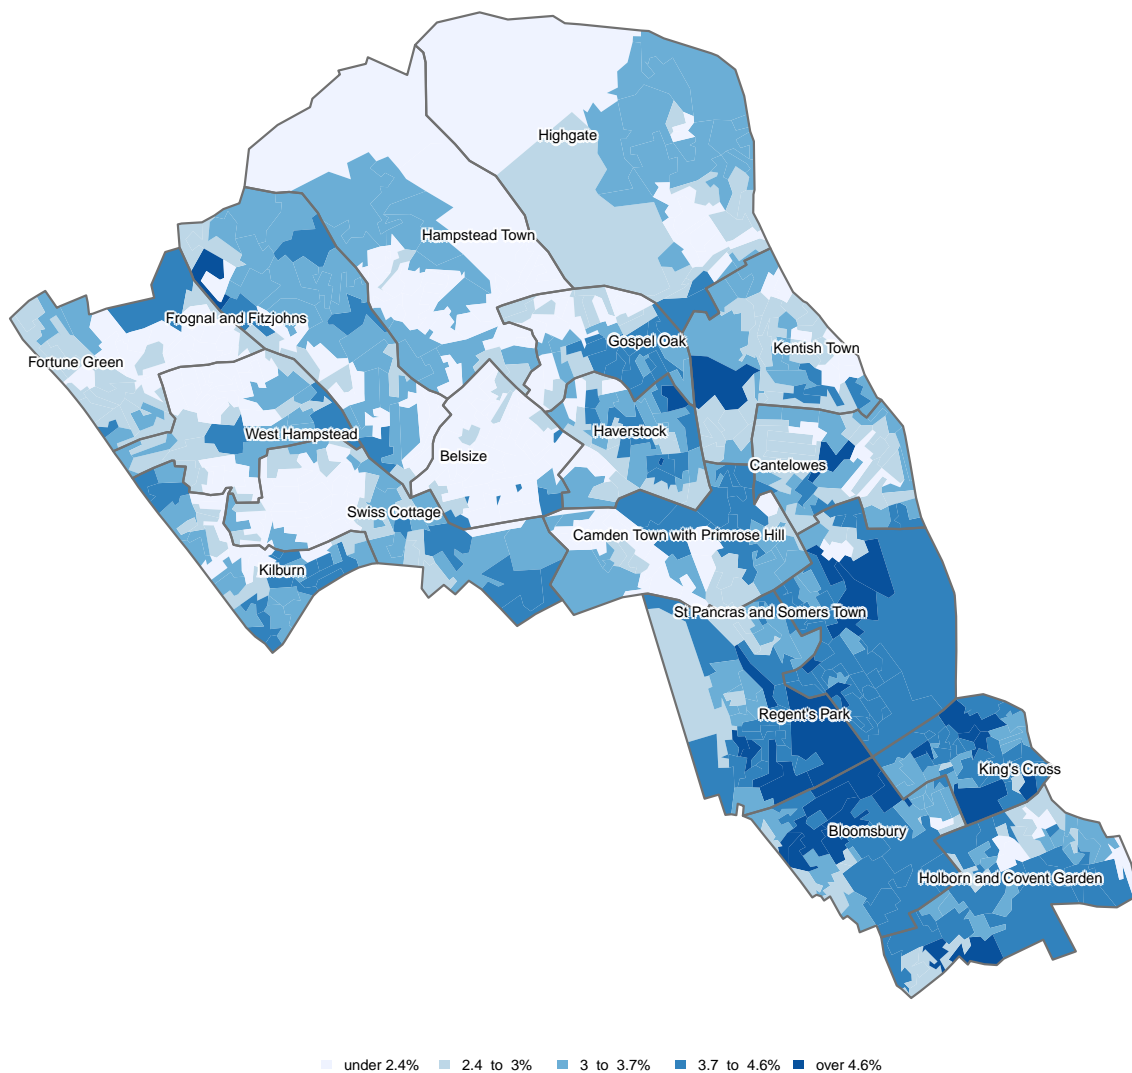 Highgate
Hampstead Town
Frognal and Fitzjohns
Gospel Oak
Kentish Town
Fortune Green
West Hampstead
Haverstock
Belsize
Cantelowes
Swiss Cottage
Camden Town with Primrose Hill
Kilburn
St Pancras and Somers Town
Regent's Park
King's Cross
Bloomsbury
Holborn and Covent Garden
under 2.4% 2.4 to 3% 3 to 3.7% 3.7 to 4.6% over 4.6%